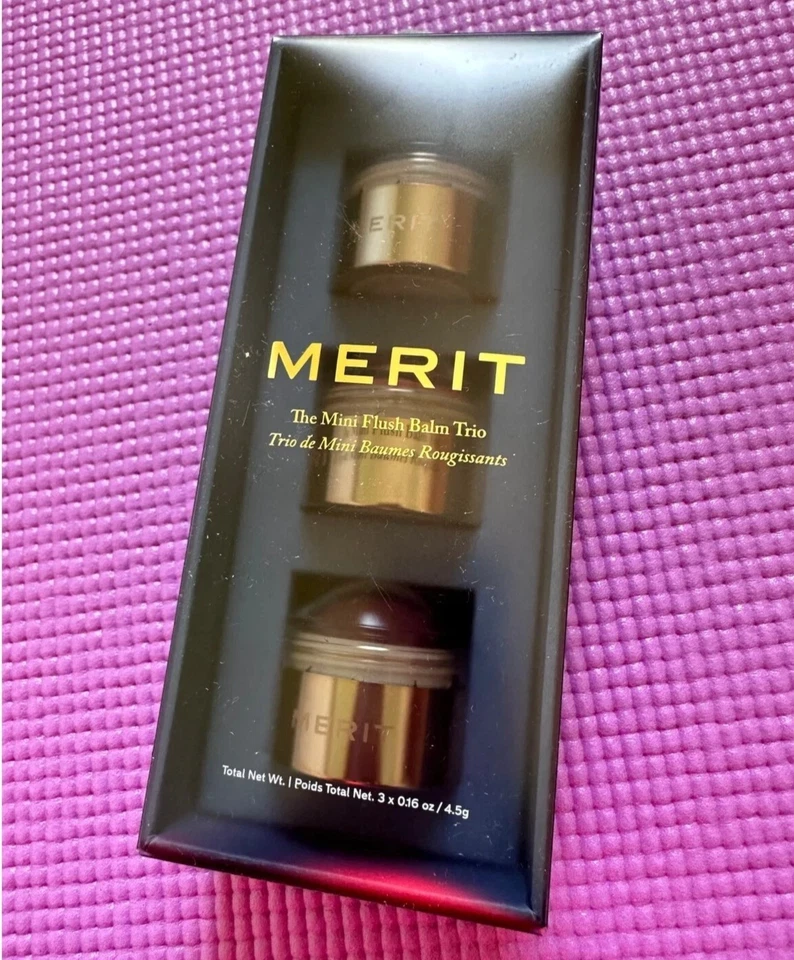 MERIT
The Mini Flush Balm Trio
Trio de Mini Baumes Rougissants
MERIT
Total Net Wt. | Poids Total Net. 3 x 0.16 oz / 4.5g